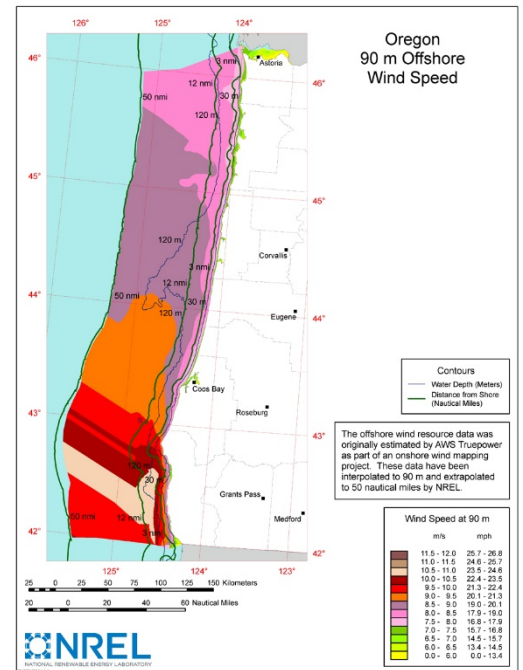 Oregon
90 m Offshore
Wind Speed
126°
125°
124°
46°
3 nmi
Astoria
46°
12 nmi
50 nmi
30 m
120 m
45°
45°
120 m
Corvallis
3 nmi
12 nmi
44°
50 nmi
30 m
120 m
Eugene
44°
Coos Bay
43°
Roseburg
43°
120 m
30 m
Grants Pass
Medford
50 nmi
12 nmi
42°
3 nmi
42°
125°
124°
123°
Contours
Water Depth (Meters)
Distance from Shore
(Nautical Miles)
The offshore wind resource data was
originally estimated by AWS Truepower
as part of an onshore wind mapping
project. These data have been
interpolated to 90 m and extrapolated
to 50 nautical miles by NREL.
Wind Speed at 90 m
m/s mph
11.5 - 12.0 25.7 - 26.8
11.0 - 11.5 24.6 - 25.7
10.5 - 11.0 23.5 - 24.6
10.0 - 10.5 22.4 - 23.5
9.5 - 10.0 21.3 - 22.4
9.0 - 9.5 20.1 - 21.3
8.5 - 9.0 19.0 - 20.1
8.0 - 8.5 17.9 - 19.0
7.5 - 8.0 16.8 - 17.9
7.0 - 7.5 15.7 - 16.8
6.5 - 7.0 14.5 - 15.7
6.0 - 6.5 13.4 - 14.5
0.0 - 6.0 0.0 - 13.4
25 0 25 50 75 100 125 150 Kilometers
20 0 20 40 60 Nautical Miles
NREL
NATIONAL RENEWABLE ENERGY LABORATORY